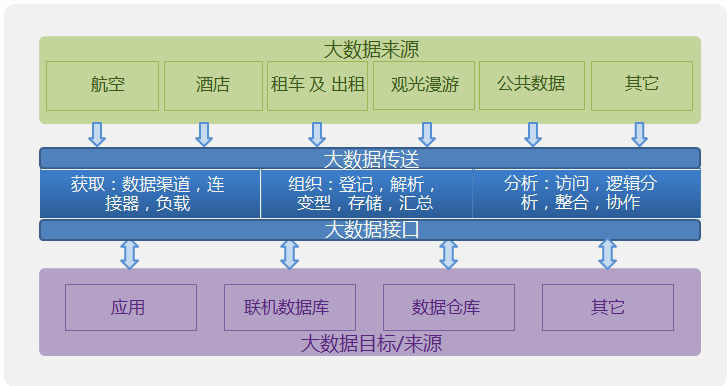 大数据来源
航空
酒店
租车 及 出租
观光漫游
公共数据
其它
大数据传送
获取：数据渠道，连
接器，负载
组织：登记，解析，
变型，存储，汇总
分析：访问，逻辑分
析，整合，协作
大数据接口
应用
联机数据库
数据仓库
其它
大数据目标/来源